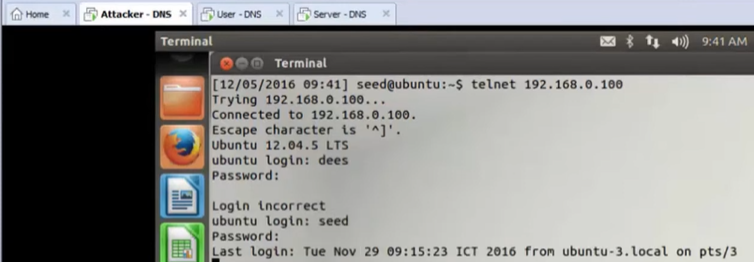 Home × Attacker - DNS × User - DNS × Server - DNS ×
Terminal 9:41 AM
Terminal
[12/05/2016 09:41] seed@ubuntu:~$ telnet 192.168.0.100
Trying 192.168.0.100...
Connected to 192.168.0.100.
Escape character is '^]'.
Ubuntu 12.04.5 LTS
ubuntu login: dees
Password:
Login incorrect
ubuntu login: seed
Password:
Last login: Tue Nov 29 09:15:23 ICT 2016 from ubuntu-3.local on pts/3